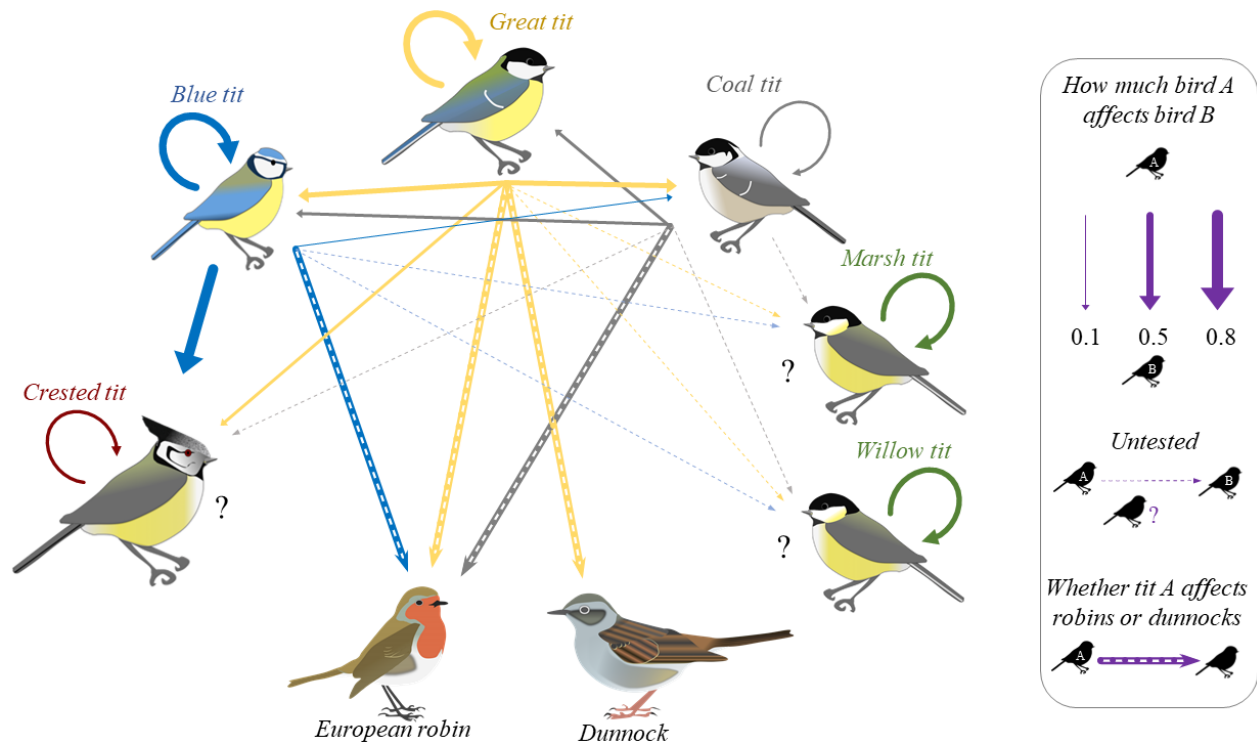 Great tit
Blue tit
Coal tit
Marsh tit
?
Crested tit
?
Willow tit
?
European robin
Dunnock
How much bird A
affects bird B
A
0.1 0.5 0.8
B
Untested
A B
?
Whether tit A affects
robins or dunnocks
A